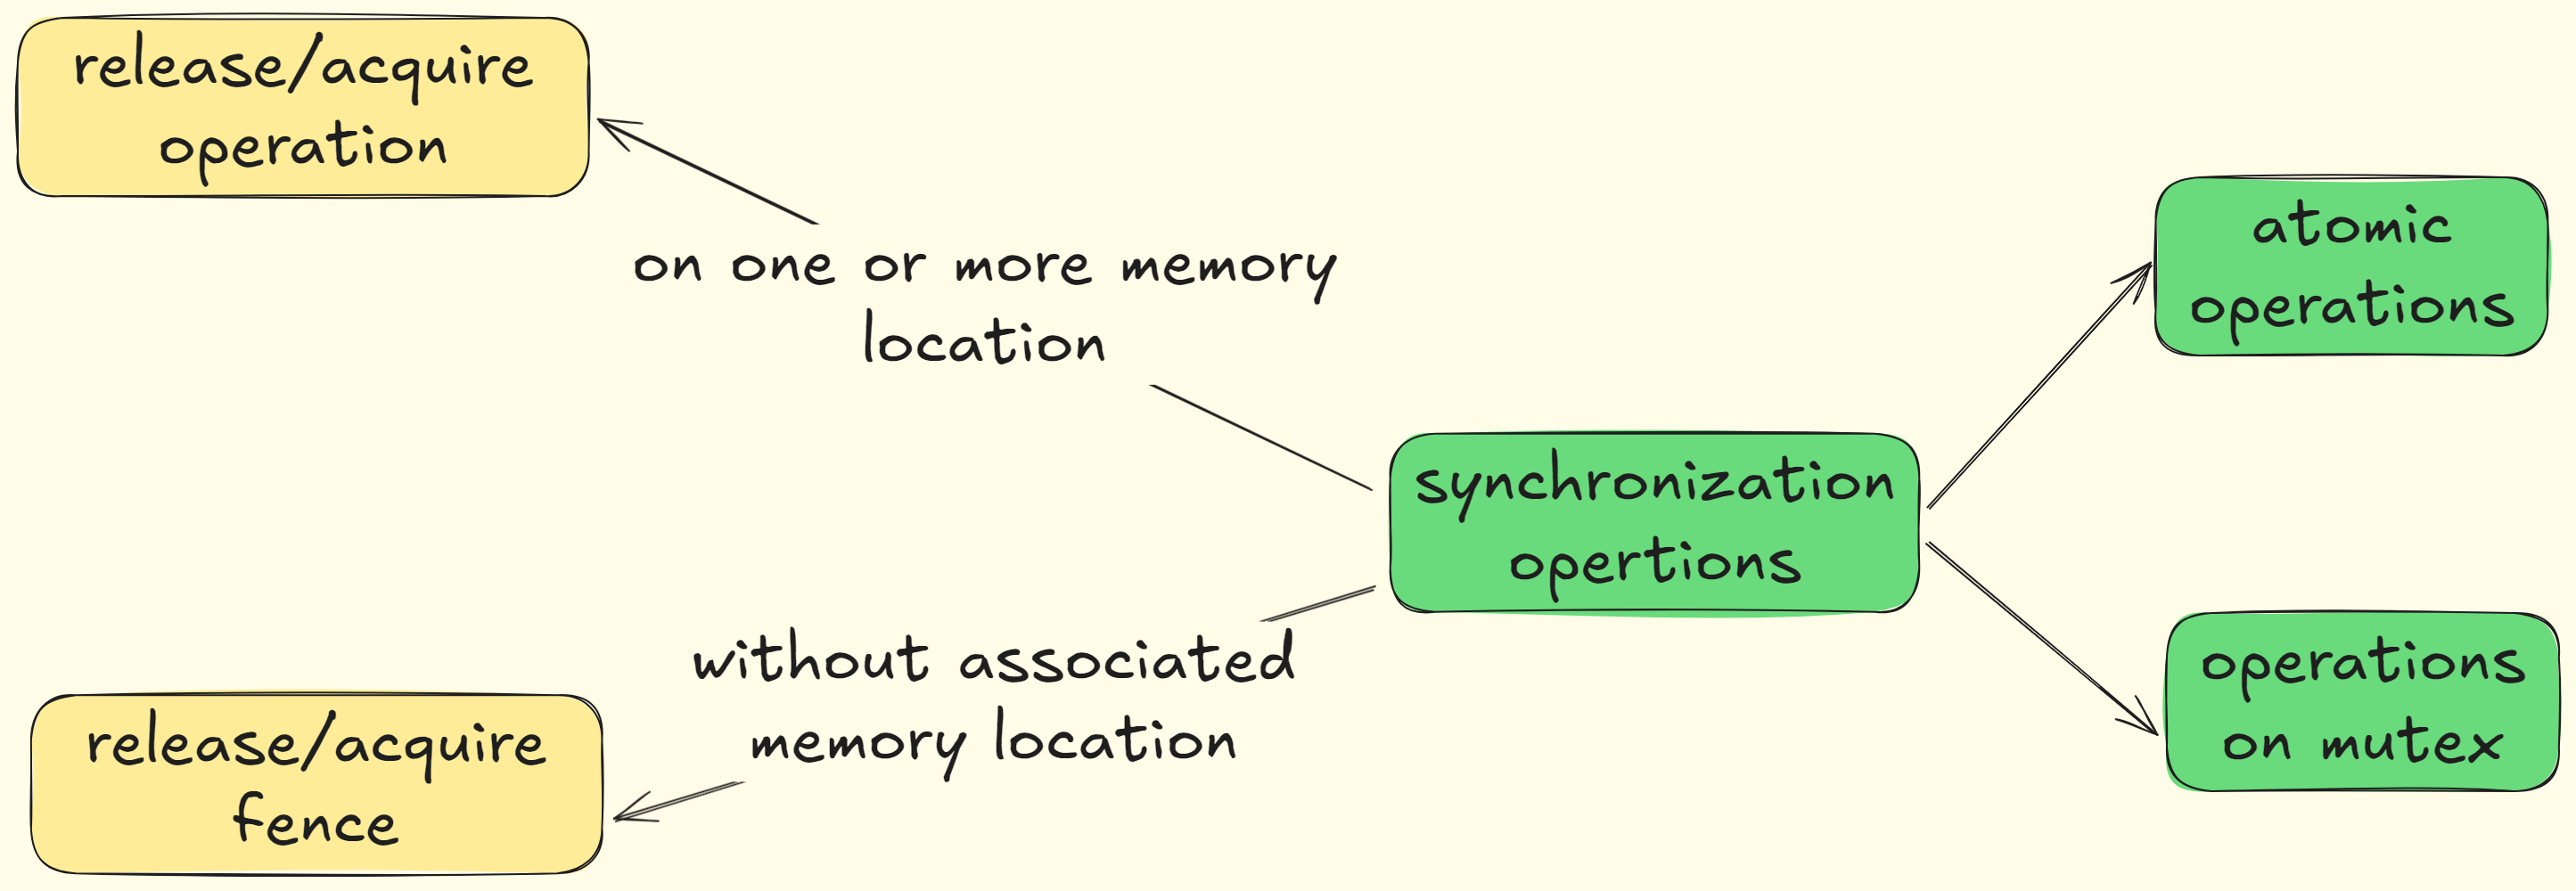 release/acquire
operation
on one or more memory
location
atomic
operations
synchronization
opertions
without associated
memory location
operations
on mutex
release/acquire
fence